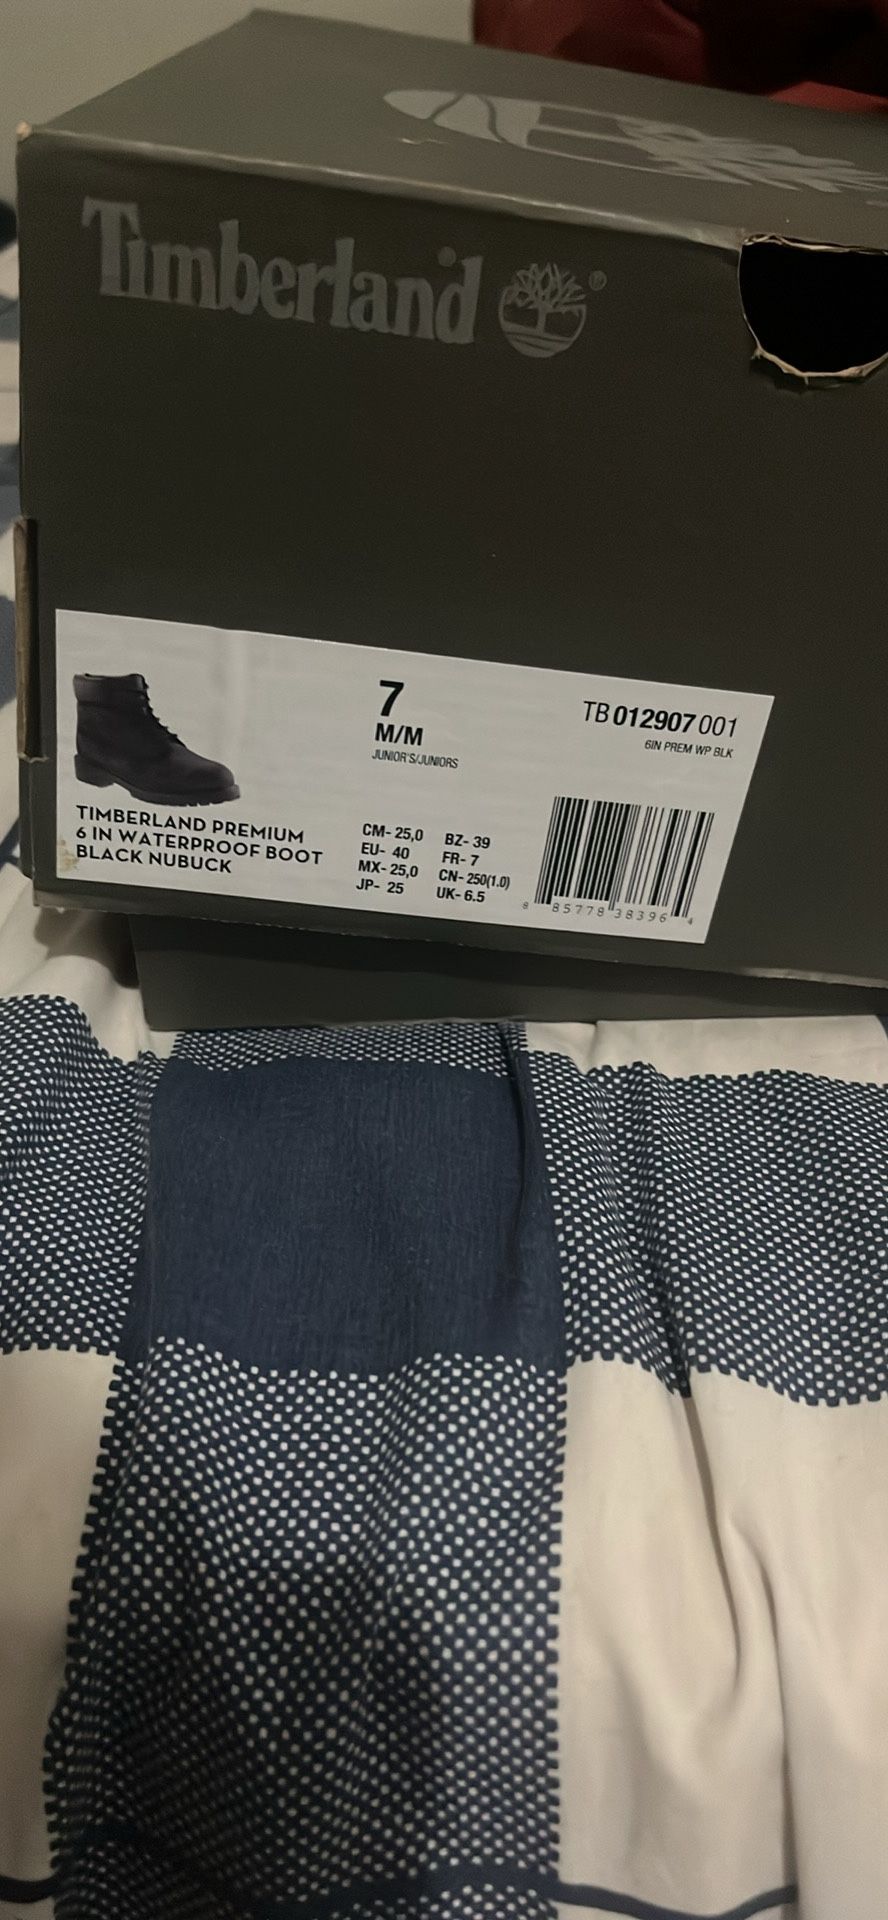 Timberland ®
7
M/M
JUNIOR'S/JUNIORS
TB 012907 001
6IN PREM WP BLK
TIMBERLAND PREMIUM
6 IN WATERPROOF BOOT
BLACK NUBUCK
CM- 25,0 BZ- 39
EU- 40 FR- 7
MX- 25,0 CN- 250(1.0)
JP- 25 UK- 6.5
8 85778 38396 4